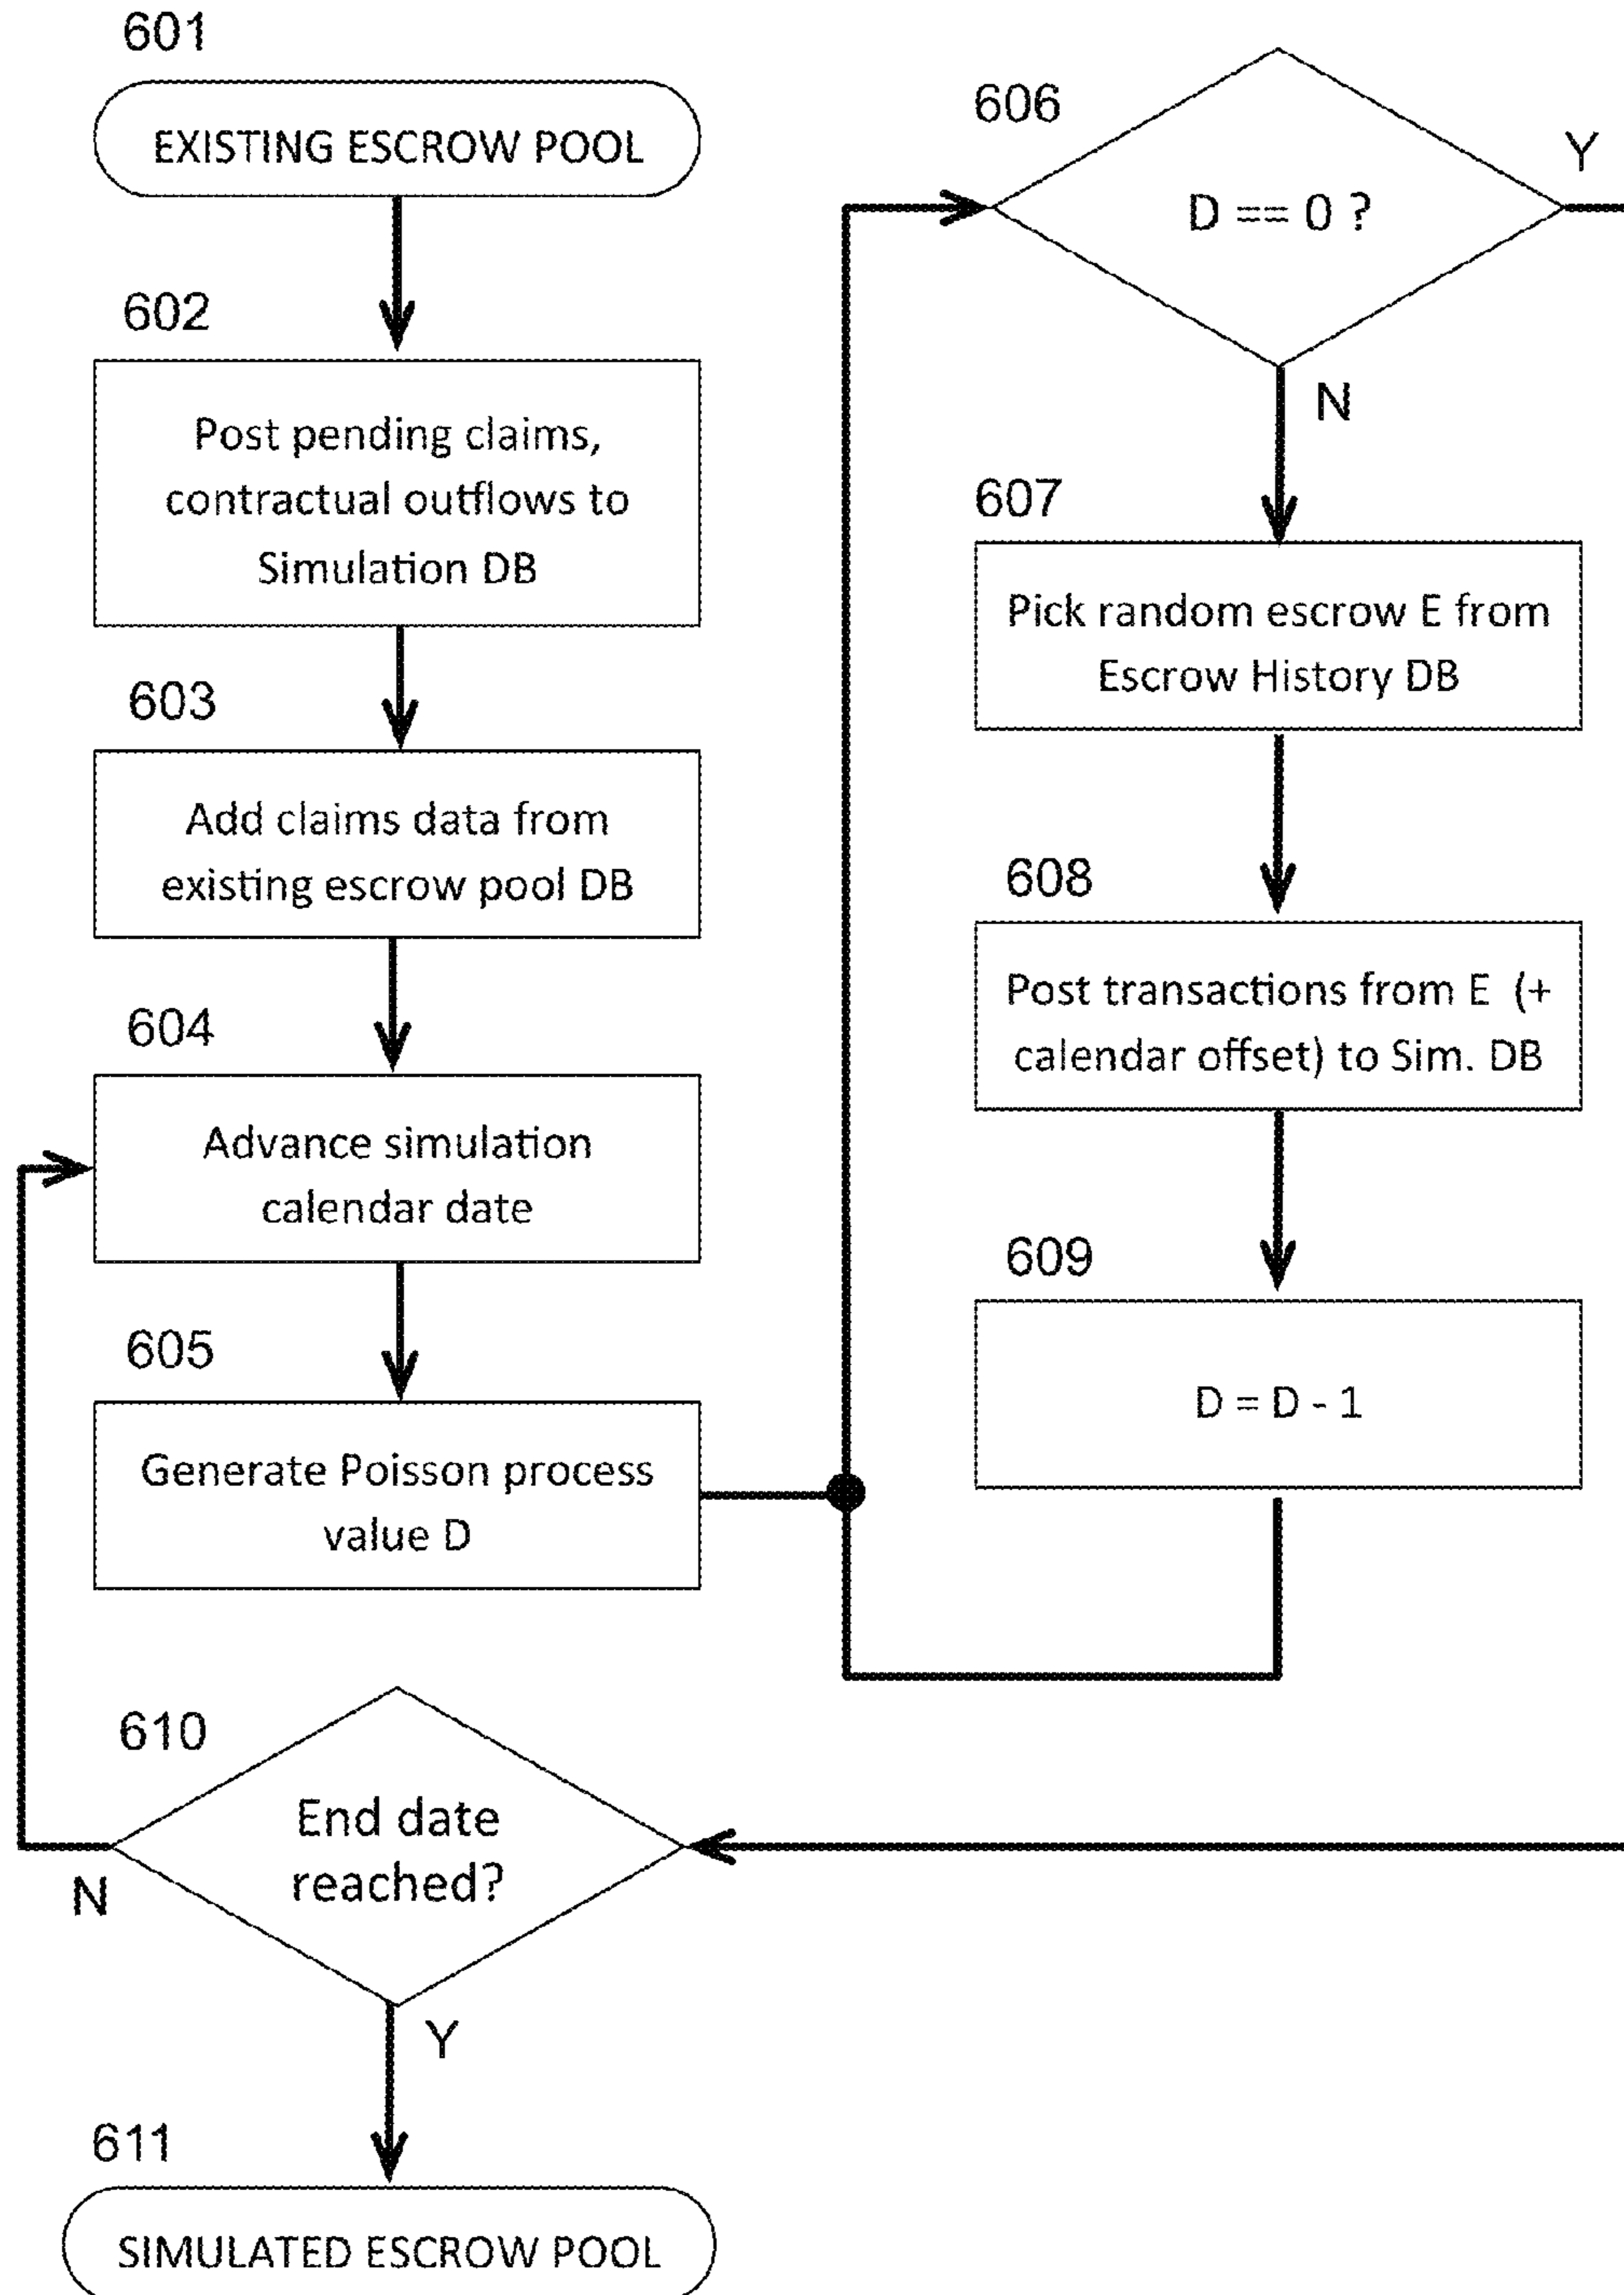 601
EXISTING ESCROW POOL
602
Post pending claims,
contractual outflows to
Simulation DB
603
Add claims data from
existing escrow pool DB
604
Advance simulation
calendar date
605
Generate Poisson process
value D
606
D == 0 ?
Y
N
607
Pick random escrow E from
Escrow History DB
608
Post transactions from E (+
calendar offset) to Sim. DB
609
D = D - 1
610
End date
reached?
N
Y
611
SIMULATED ESCROW POOL